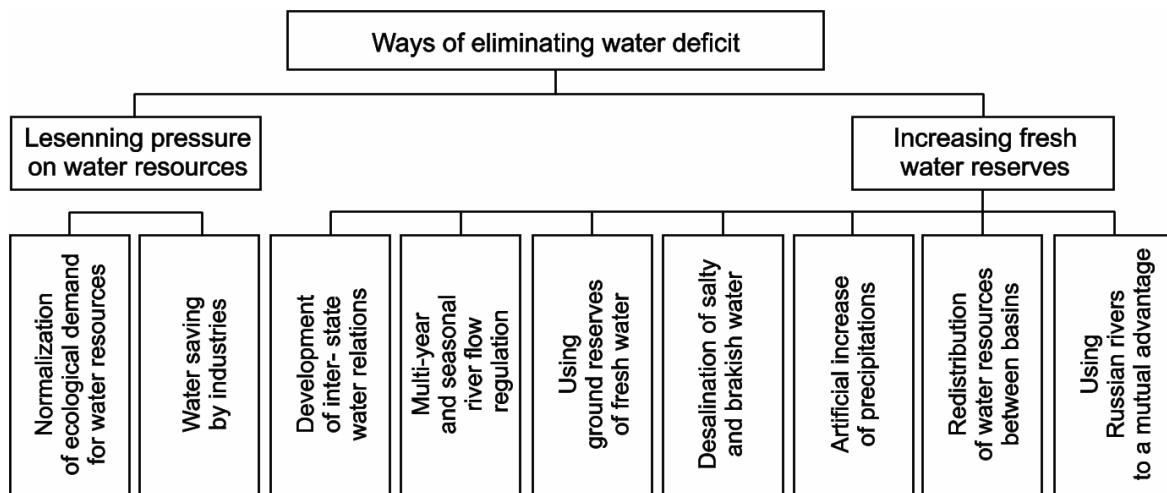 Ways of eliminating water deficit
Lesenning pressure
on water resources
Increasing fresh
water reserves
Normalization
of ecological demand
for water resources
Water saving
by industries
Development
of inter- state
water relations
Multi-year
and seasonal
river flow
regulation
Using
ground reserves
of fresh water
Desalination of salty
and brakish water
Artificial increase
of precipitations
Redistribution
of water resources
between basins
Using
Russian rivers
to a mutual advantage